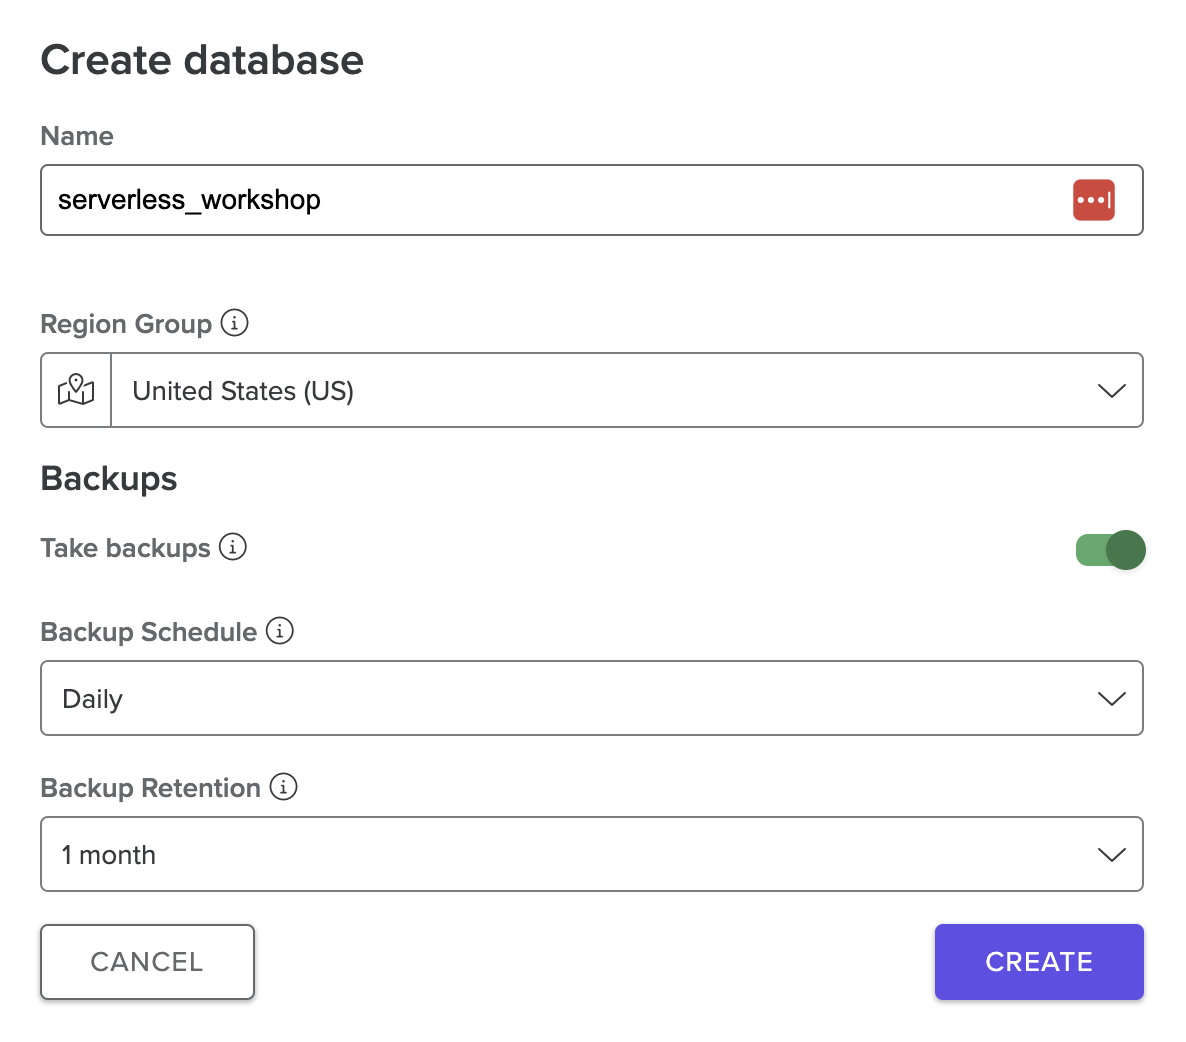 Create database
Name
serverless_workshop
Region Group
United States (US)
Backups
Take backups
Backup Schedule
Daily
Backup Retention
1 month
CANCEL
CREATE